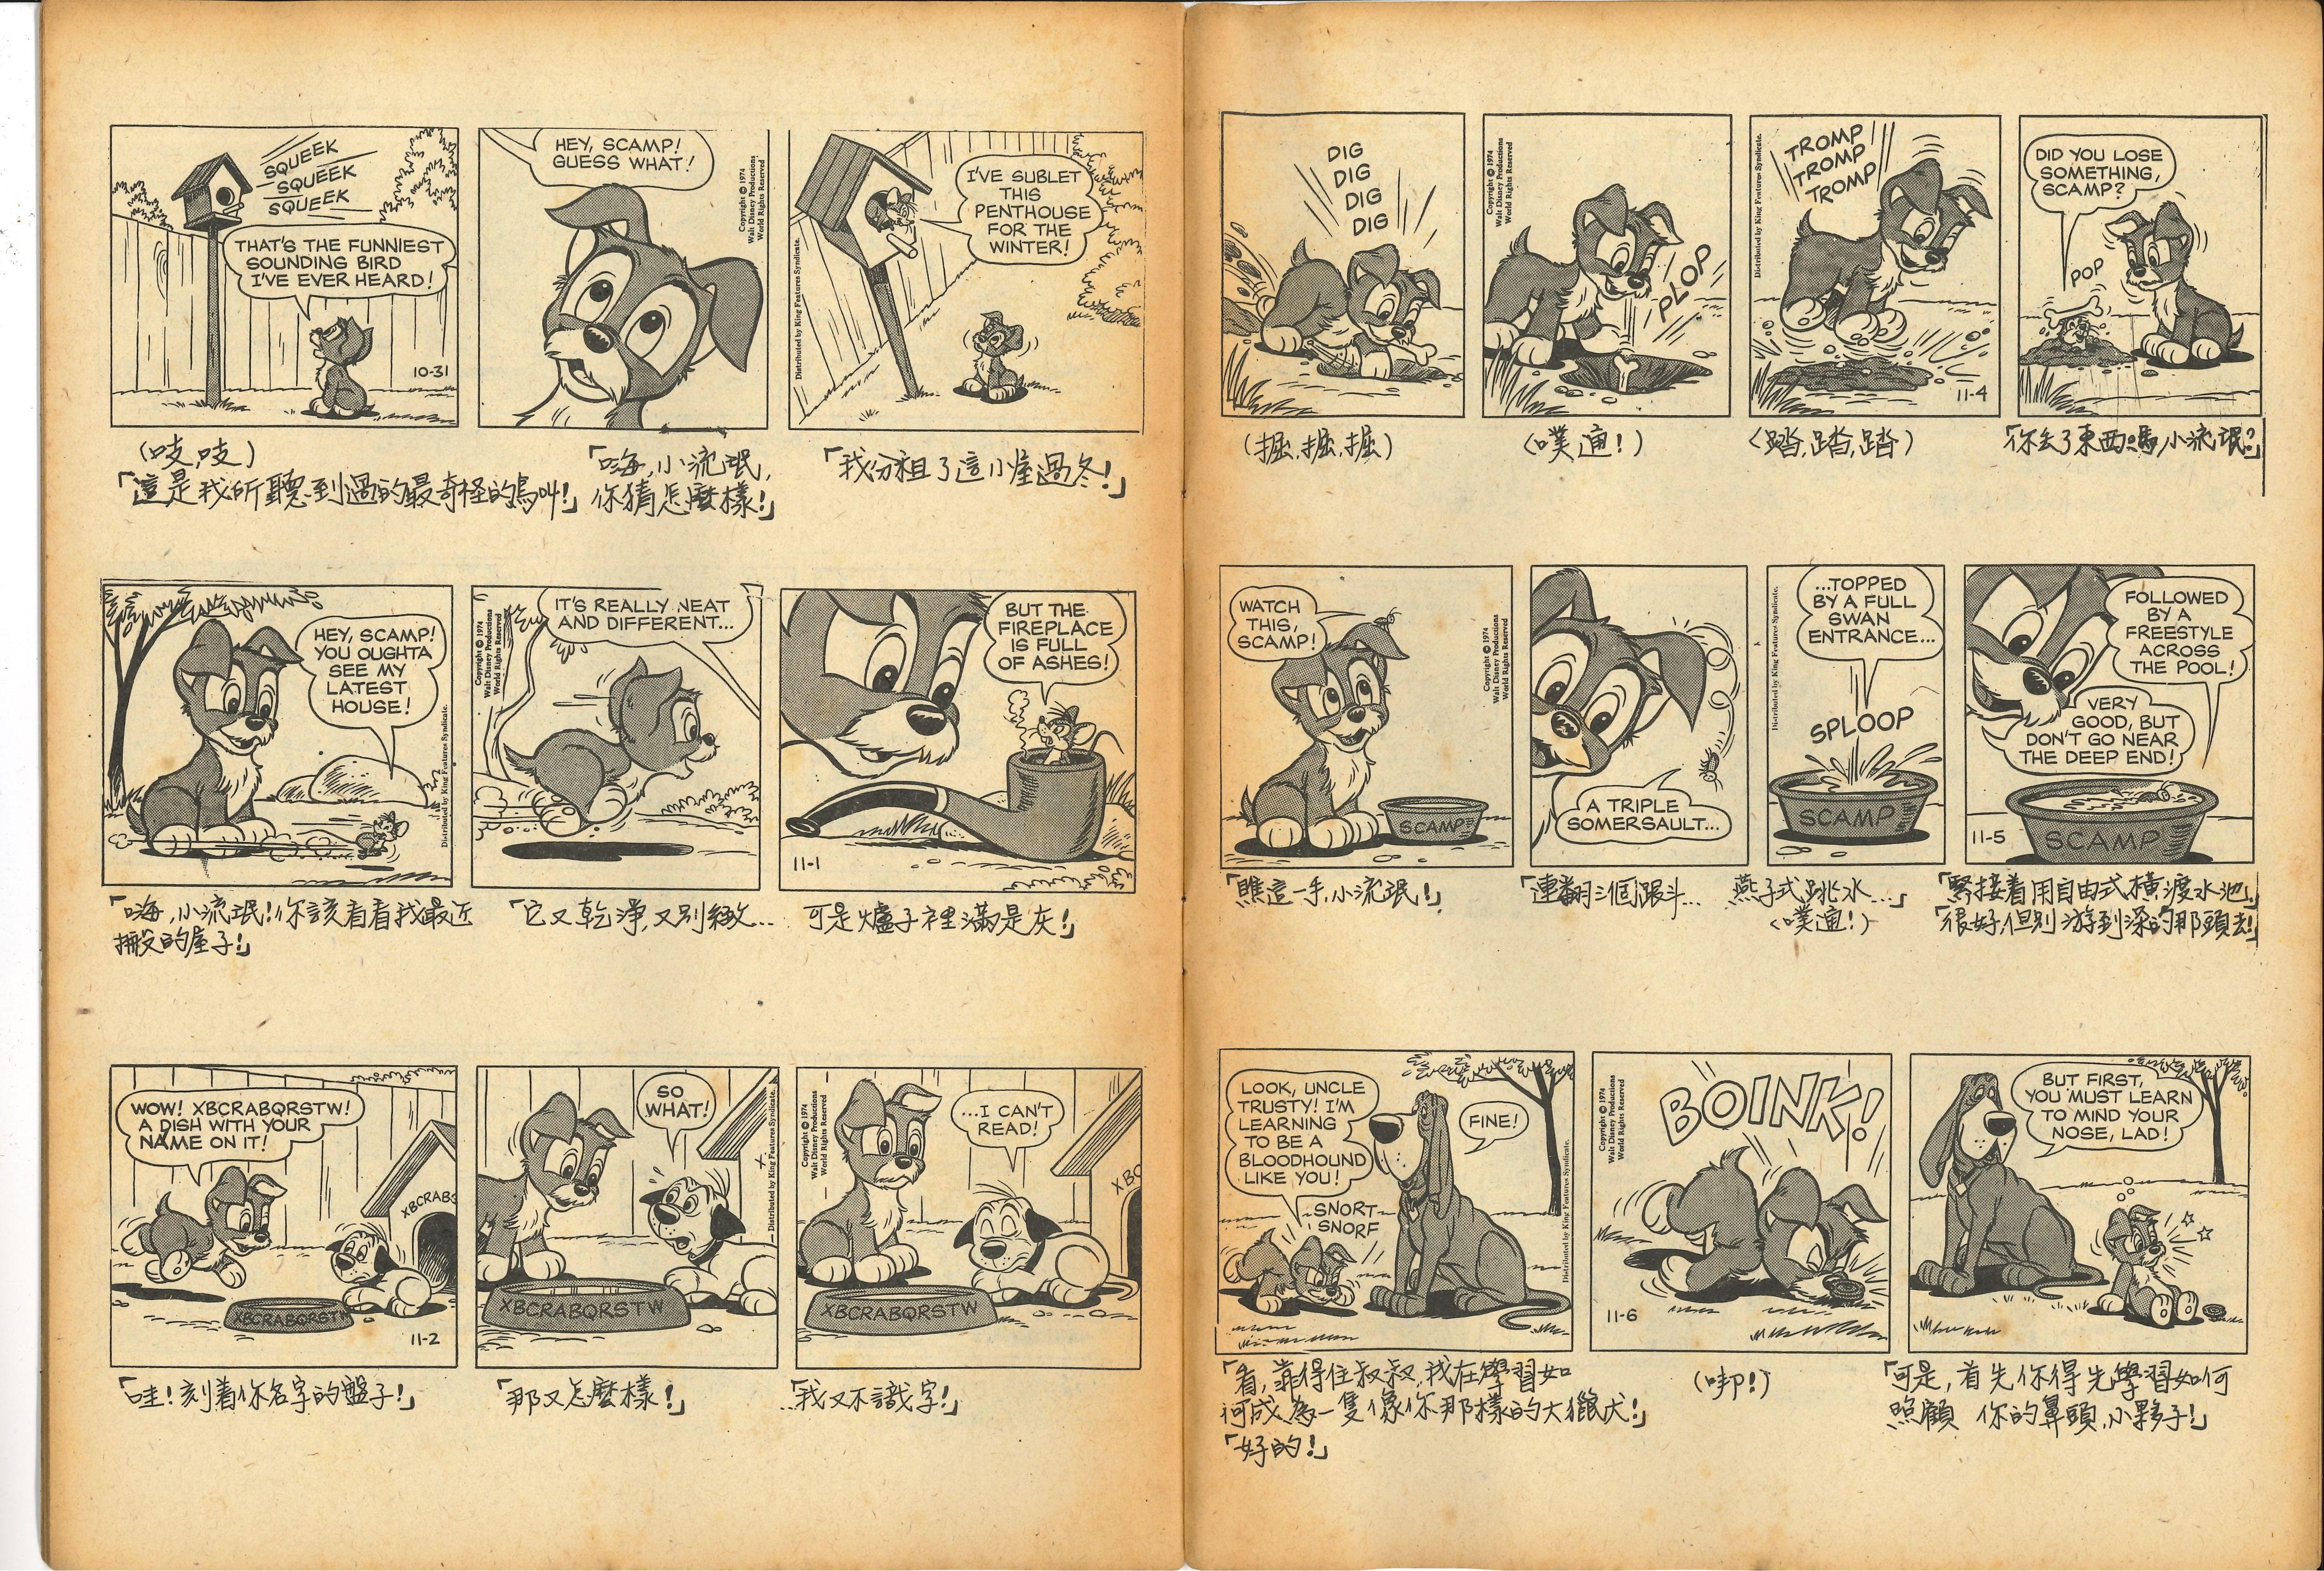 SQUEEK
SQUEEK
SQUEEK
THAT'S THE FUNNIEST
SOUNDING BIRD
I'VE EVER HEARD!
10-31
HEY, SCAMP!
GUESS WHAT!
Copyright © 1974
Walt Disney Productions
World Rights Reserved
Distributed by King Features Syndicate.
I'VE SUBLET
THIS
PENTHOUSE
FOR THE
WINTER!
(吱,吱)
「這是我所聽到過的最奇怪的鳥叫!」
「嗨,小流氓,
你猜怎麼樣!」
「我分租了這小屋過冬!」
HEY, SCAMP!
YOU OUGHTA
SEE MY
LATEST
HOUSE!
Distributed by King Features Syndicate.
Copyright © 1974
Walt Disney Productions
World Rights Reserved
IT'S REALLY NEAT
AND DIFFERENT...
BUT THE
FIREPLACE
IS FULL
OF ASHES!
11-1
「嗨,小流氓!你該看看我最近
搬的屋子!」
「它又乾淨,又別緻...
可是爐子裡滿是灰!」
WOW! XBCRABQRSTW!
A DISH WITH YOUR
NAME ON IT!
XBCRABS
XBCRABQRSTW
11-2
SO
WHAT!
XBCRABQRSTW
Distributed by King Features Syndicate.
Copyright © 1974
Walt Disney Productions
World Rights Reserved
...I CAN'T
READ!
XBC
XBCRABQRSTW
「哇!刻着你名字的盤子!」
「那又怎麼樣!」
...我又不識字!」
DIG
DIG
DIG
DIG
Copyright © 1974
Walt Disney Productions
World Rights Reserved
PLOP
Distributed by King Features Syndicate.
TROMP
TROMP
TROMP
TROMP
11-4
DID YOU LOSE
SOMETHING,
SCAMP?
POP
(掘,掘,掘)
(噗通!)
(踏,踏,踏)
「你丟了東西嗎,小流氓?」
WATCH
THIS,
SCAMP!
SCAMP
Copyright © 1974
Walt Disney Productions
World Rights Reserved
A TRIPLE
SOMERSAULT...
Distributed by King Features Syndicate.
...TOPPED
BY A FULL
SWAN
ENTRANCE...
SPLOOP
SCAMP
FOLLOWED
BY A
FREESTYLE
ACROSS
THE POOL!
VERY
GOOD, BUT
DON'T GO NEAR
THE DEEP END!
11-5
SCAMP
「瞧這一手,小流氓!」
「連翻三個跟斗...
燕子式跳水...」
(噗通!)
「緊接着用自由式橫渡水池!」
「很好,但別游到深的那頭去!」
LOOK, UNCLE
TRUSTY! I'M
LEARNING
TO BE A
BLOODHOUND
LIKE YOU!
SNORT
SNORF
FINE!
Distributed by King Features Syndicate.
Copyright © 1974
Walt Disney Productions
World Rights Reserved
BOINK!
11-6
BUT FIRST,
YOU MUST LEARN
TO MIND YOUR
NOSE, LAD!
「看,靠得住叔叔,我在學習如
何成為一隻像你那樣的大獵犬!」
「好的!」
(啷!)
「可是,首先你得先學習如何
照顧 你的鼻頭,小夥子!」